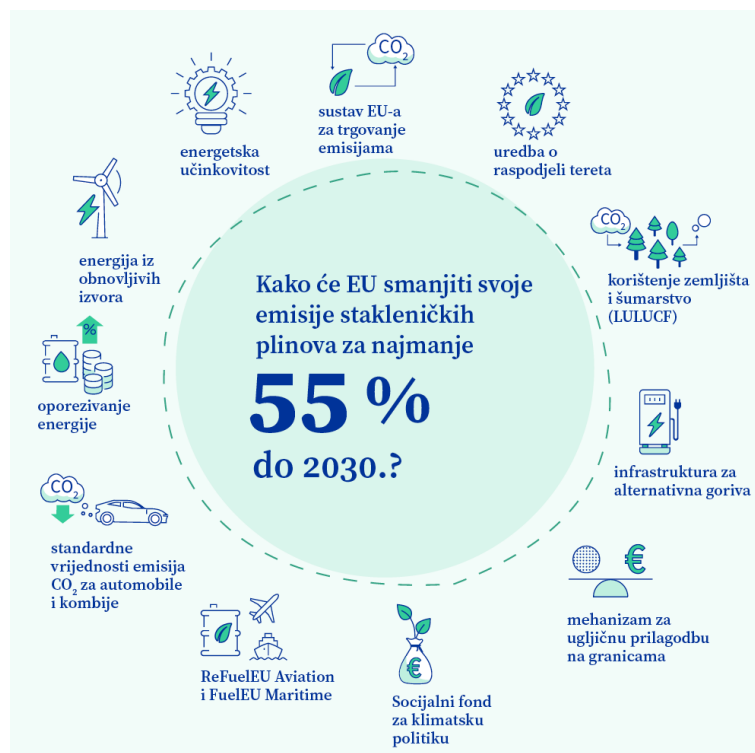 Kako će EU smanjiti svoje
emisije stakleničkih
plinova za najmanje
55 %
do 2030.?
CO₂
sustav EU-a
za trgovanje
emisijama
uredba o
raspodjeli tereta
CO₂
korištenje zemljišta
i šumarstvo
(LULUCF)
infrastruktura za
alternativna goriva
€
mehanizam za
ugljičnu prilagodbu
na granicama
€
Socijalni fond
za klimatsku
politiku
ReFuelEU Aviation
i FuelEU Maritime
CO₂
standardne
vrijednosti emisija
CO₂ za automobile
i kombije
%
oporezivanje
energije
energija iz
obnovljivih
izvora
energetska
učinkovitost